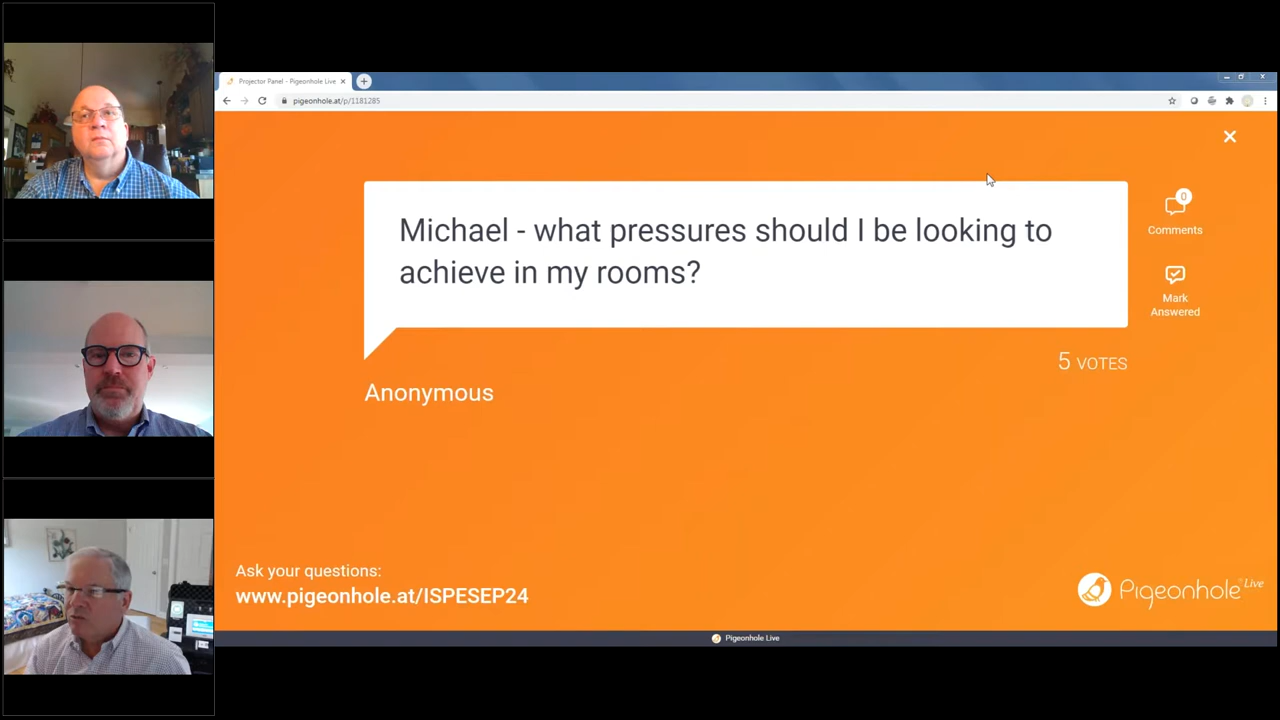 Projector Panel - Pigeonhole Live
pigeonhole.at/p/1181285
Michael - what pressures should I be looking to
achieve in my rooms?
0
Comments
Mark
Answered
5 VOTES
Anonymous
Ask your questions:
www.pigeonhole.at/ISPESEP24
Pigeonhole Live
Pigeonhole Live